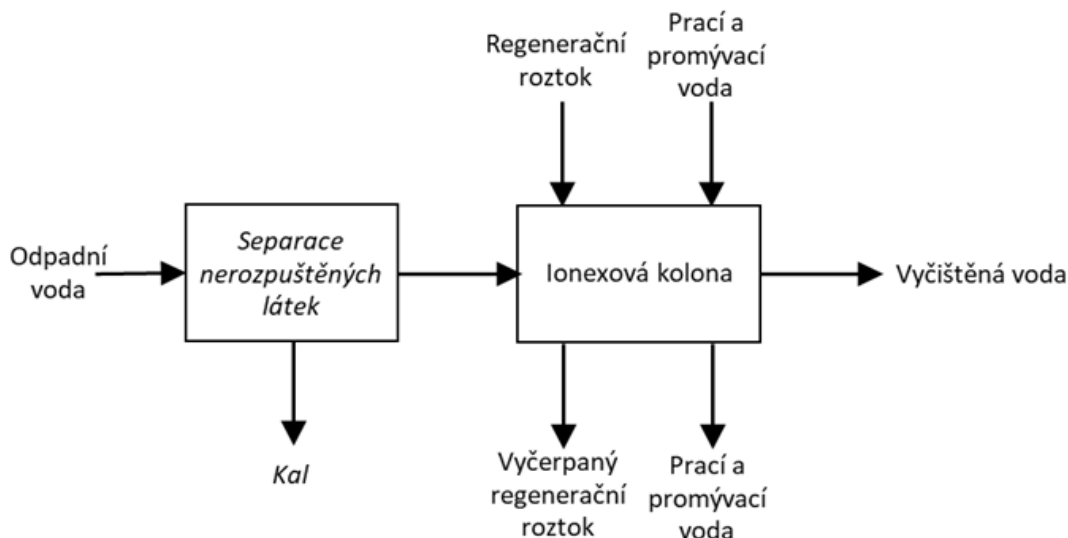 Regenerační
roztok
Prací a
promývací
voda
Odpadní
voda
Separace
nerozpuštěných
látek
Ionexová kolona
Vyčištěná voda
Kal
Vyčerpaný
regenerační
roztok
Prací a
promývací
voda